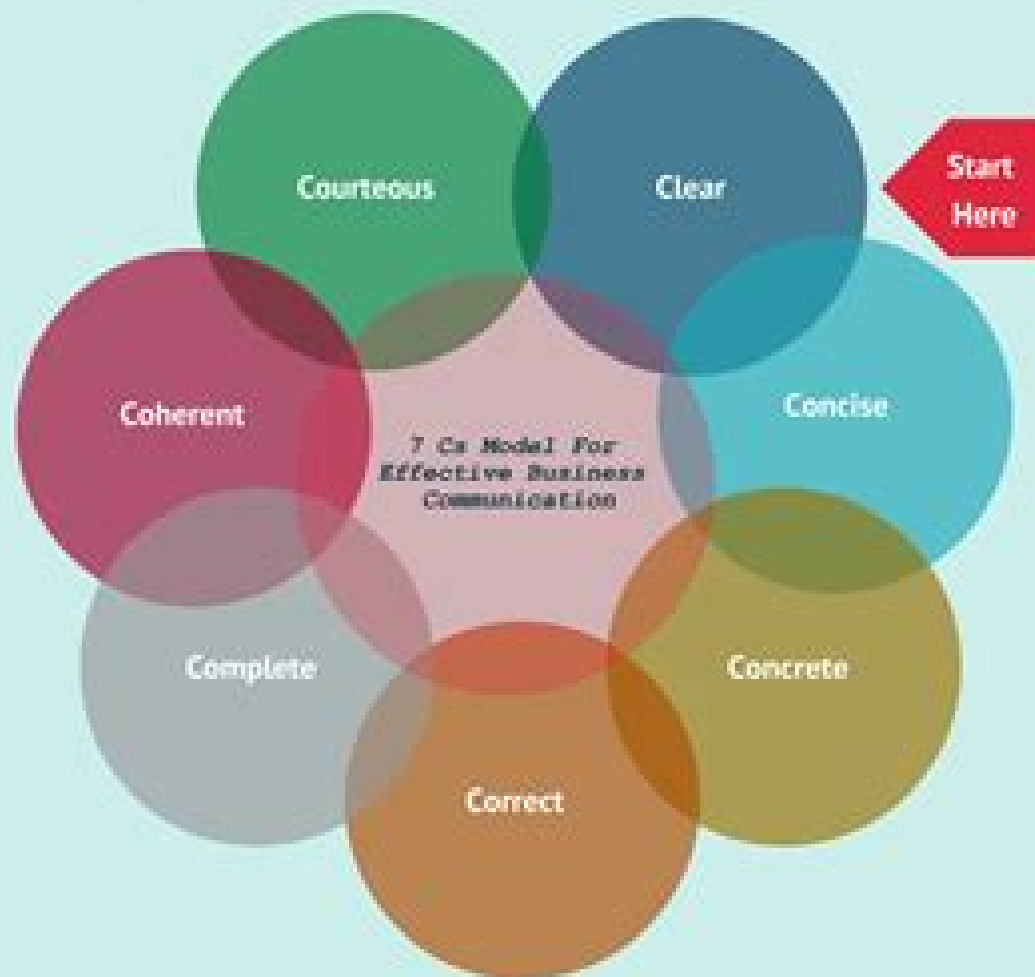 Courteous
Clear
Start
Here
Coherent
Concise
7 Cs Model For
Effective Business
Communication
Complete
Concrete
Correct